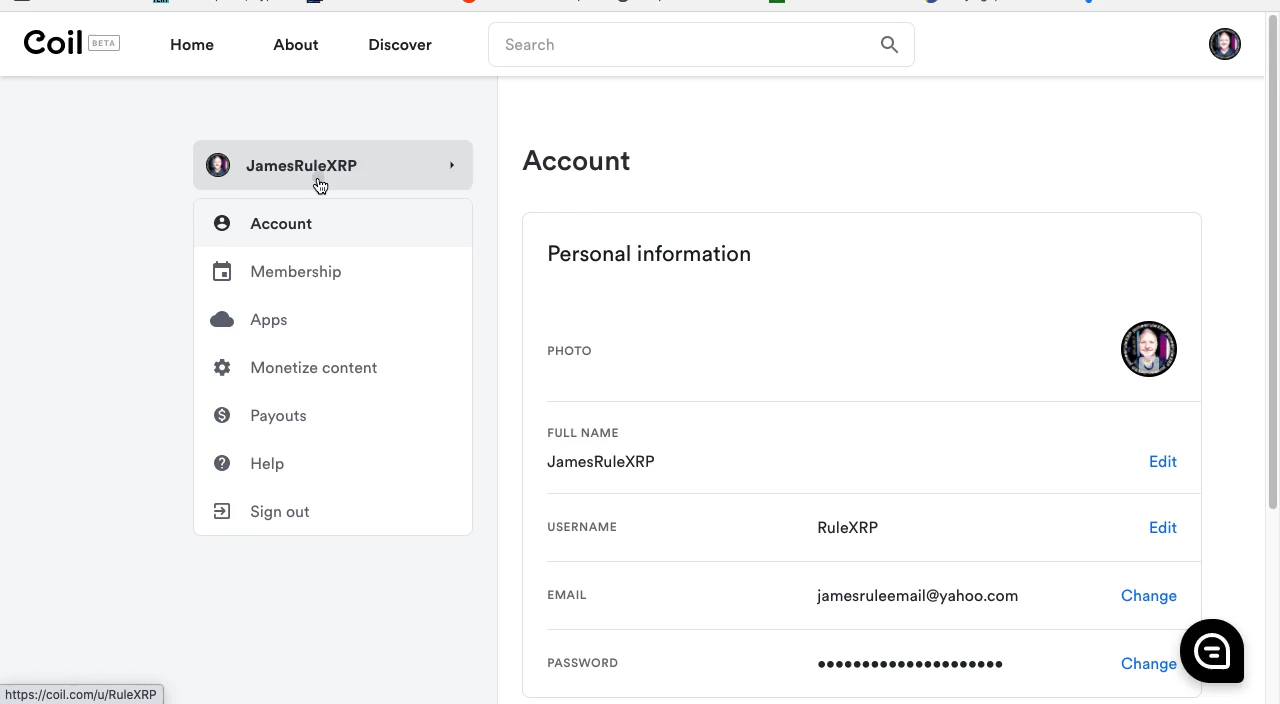 Coil BETA Home About Discover Search
JamesRuleXRP
Account
Membership
Apps
Monetize content
Payouts
Help
Sign out
Account
Personal information
PHOTO
FULL NAME
JamesRuleXRP Edit
USERNAME RuleXRP Edit
EMAIL jamesruleemail@yahoo.com Change
PASSWORD •••••••••••••••••••• Change
https://coil.com/u/RuleXRP